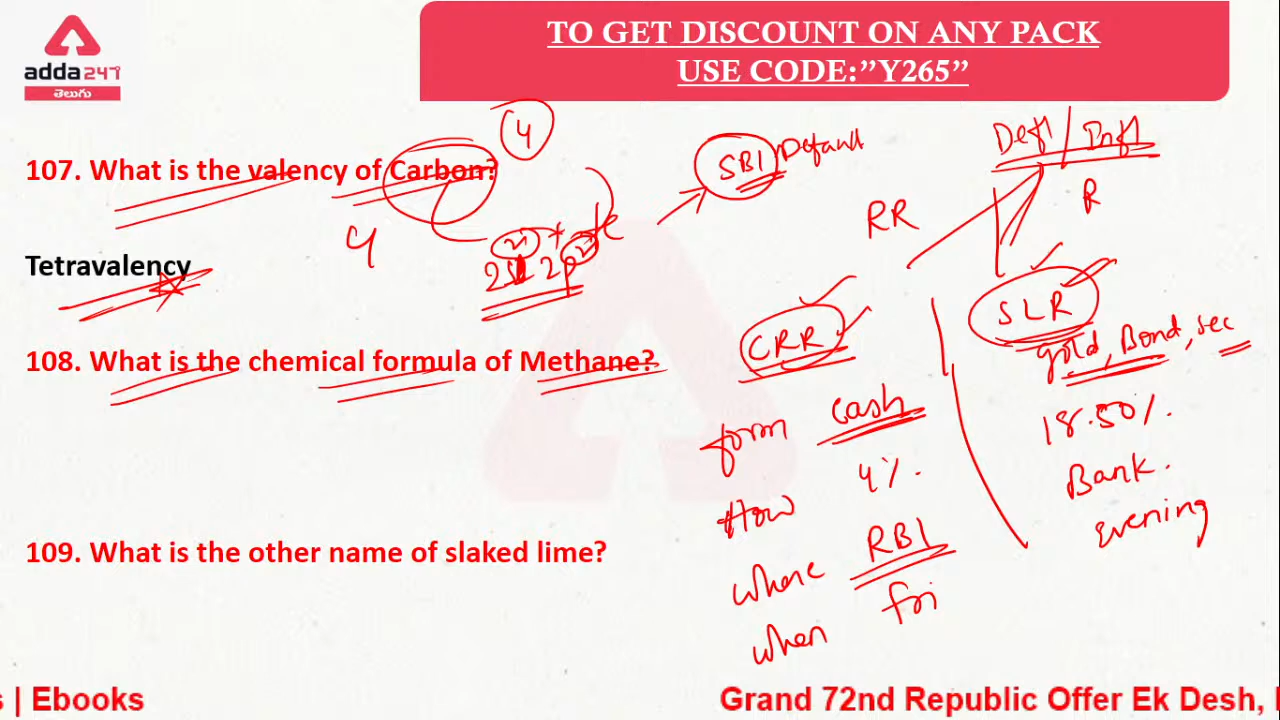 adda247
తెలుగు
TO GET DISCOUNT ON ANY PACK
USE CODE:”Y265”
107. What is the valency of Carbon?
4
4
Tetravalency
108. What is the chemical formula of Methane?
109. What is the other name of slaked lime?
SBI
Defl / Infl
RR
R
CRR
SLR
gold, Bond, sec
form cash
18.50%.
How 4%.
Bank.
where RBI
Evening
when fri
s | Ebooks
Grand 72nd Republic Offer Ek Desh,